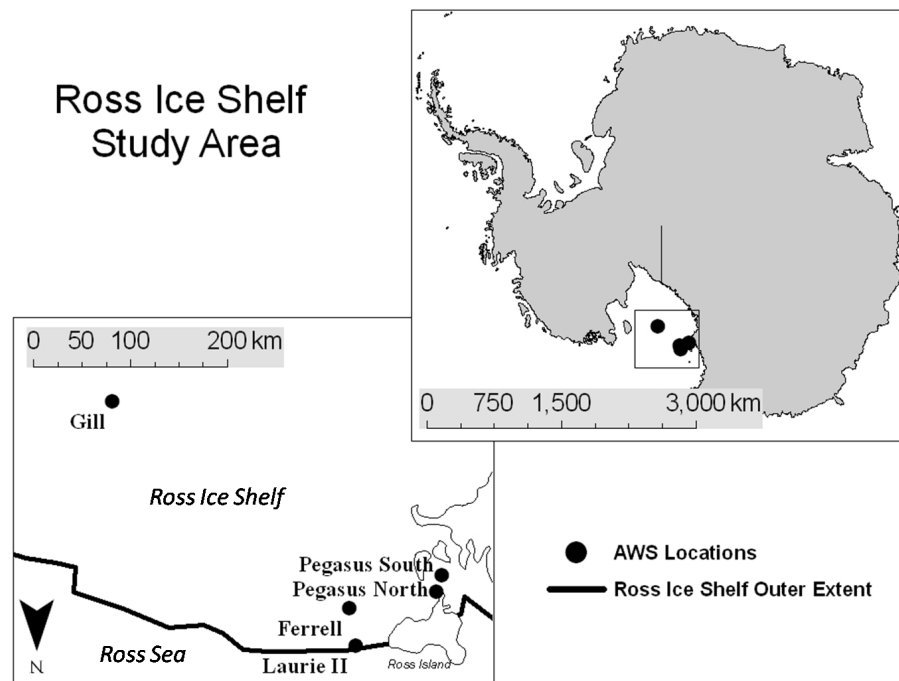 Ross Ice Shelf
Study Area
0 750 1,500 3,000 km
0 50 100 200 km
Gill
Ross Ice Shelf
Pegasus South
Pegasus North
Ferrell
Laurie II
Ross Island
Ross Sea
N
AWS Locations
Ross Ice Shelf Outer Extent